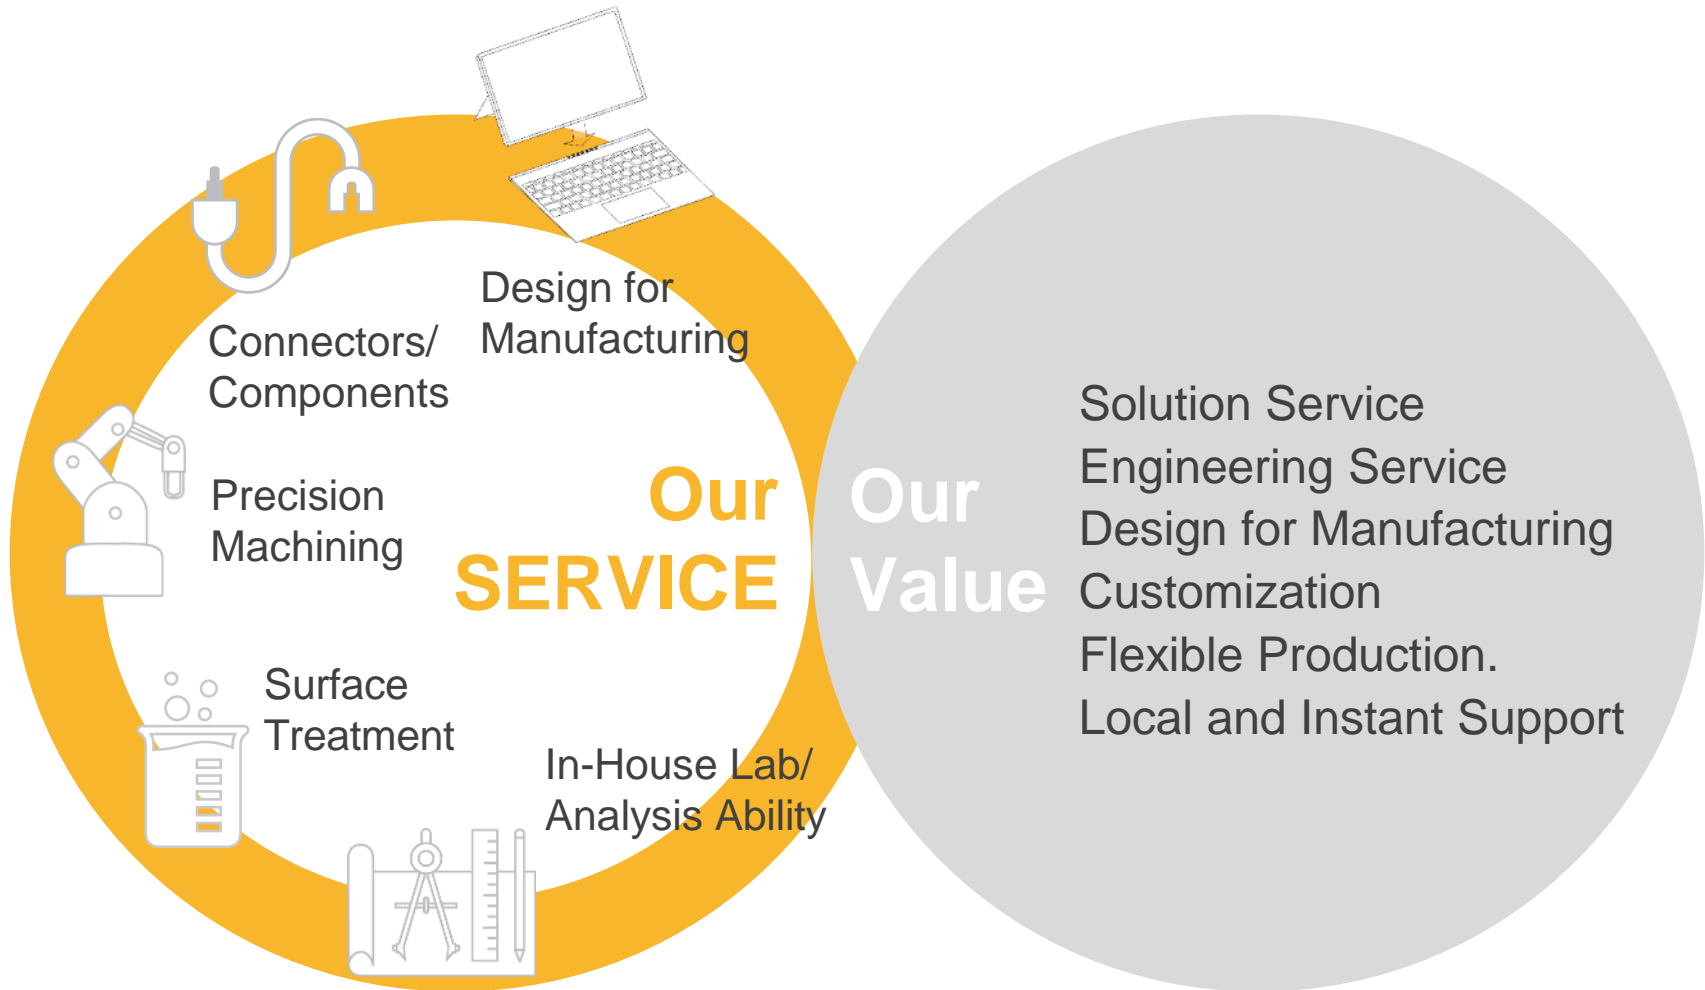 Design for
Manufacturing
Connectors/
Components
Precision
Machining
Our
SERVICE
Surface
Treatment
In-House Lab/
Analysis Ability
Our
Value
Solution Service
Engineering Service
Design for Manufacturing
Customization
Flexible Production.
Local and Instant Support